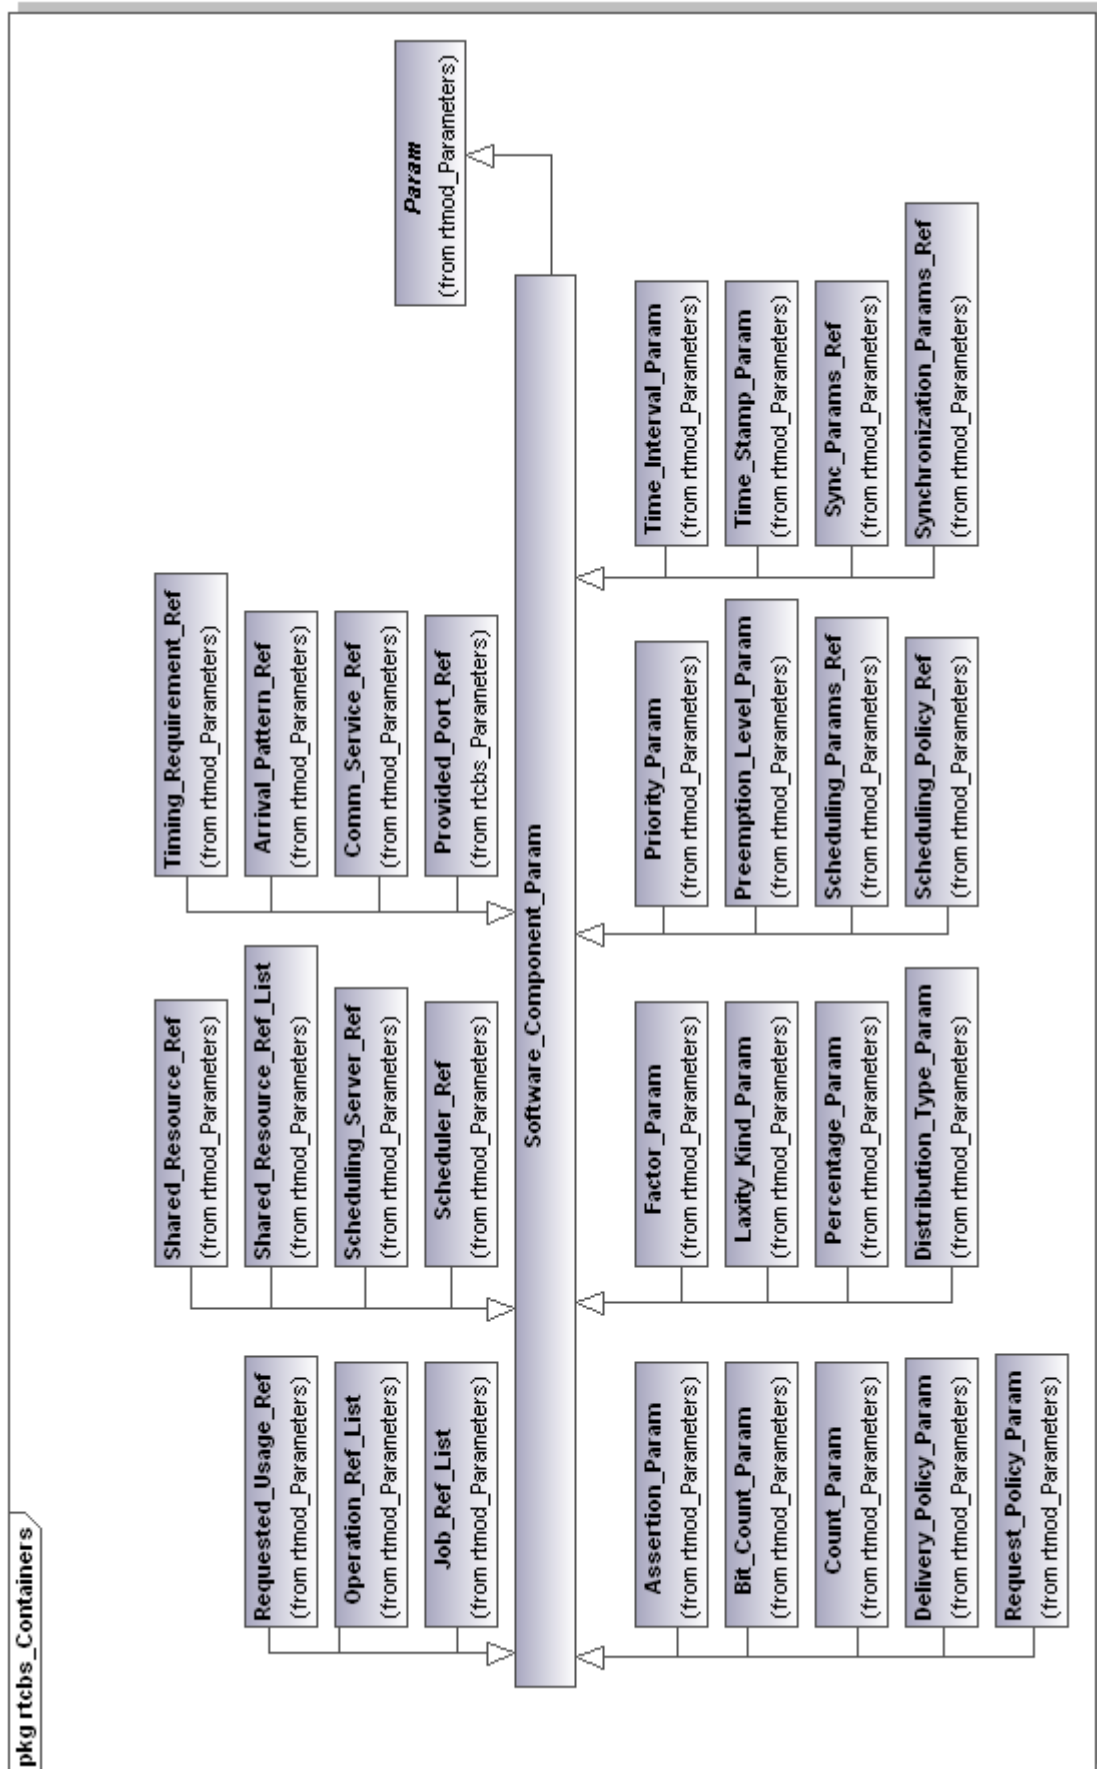 pkg rtcbs_Containers
Param
(from rtmod_Parameters)
Requested_Usage_Ref
(from rtmod_Parameters)
Operation_Ref_List
(from rtmod_Parameters)
Job_Ref_List
(from rtmod_Parameters)
Shared_Resource_Ref
(from rtmod_Parameters)
Shared_Resource_Ref_List
(from rtmod_Parameters)
Scheduling_Server_Ref
(from rtmod_Parameters)
Scheduler_Ref
(from rtmod_Parameters)
Timing_Requirement_Ref
(from rtmod_Parameters)
Arrival_Pattern_Ref
(from rtmod_Parameters)
Comm_Service_Ref
(from rtmod_Parameters)
Provided_Port_Ref
(from rtcbs_Parameters)
Software_Component_Param
Assertion_Param
(from rtmod_Parameters)
Bit_Count_Param
(from rtmod_Parameters)
Count_Param
(from rtmod_Parameters)
Delivery_Policy_Param
(from rtmod_Parameters)
Request_Policy_Param
(from rtmod_Parameters)
Factor_Param
(from rtmod_Parameters)
Laxity_Kind_Param
(from rtmod_Parameters)
Percentage_Param
(from rtmod_Parameters)
Distribution_Type_Param
(from rtmod_Parameters)
Priority_Param
(from rtmod_Parameters)
Preemption_Level_Param
(from rtmod_Parameters)
Scheduling_Params_Ref
(from rtmod_Parameters)
Scheduling_Policy_Ref
(from rtmod_Parameters)
Time_Interval_Param
(from rtmod_Parameters)
Time_Stamp_Param
(from rtmod_Parameters)
Sync_Params_Ref
(from rtmod_Parameters)
Synchronization_Params_Ref
(from rtmod_Parameters)